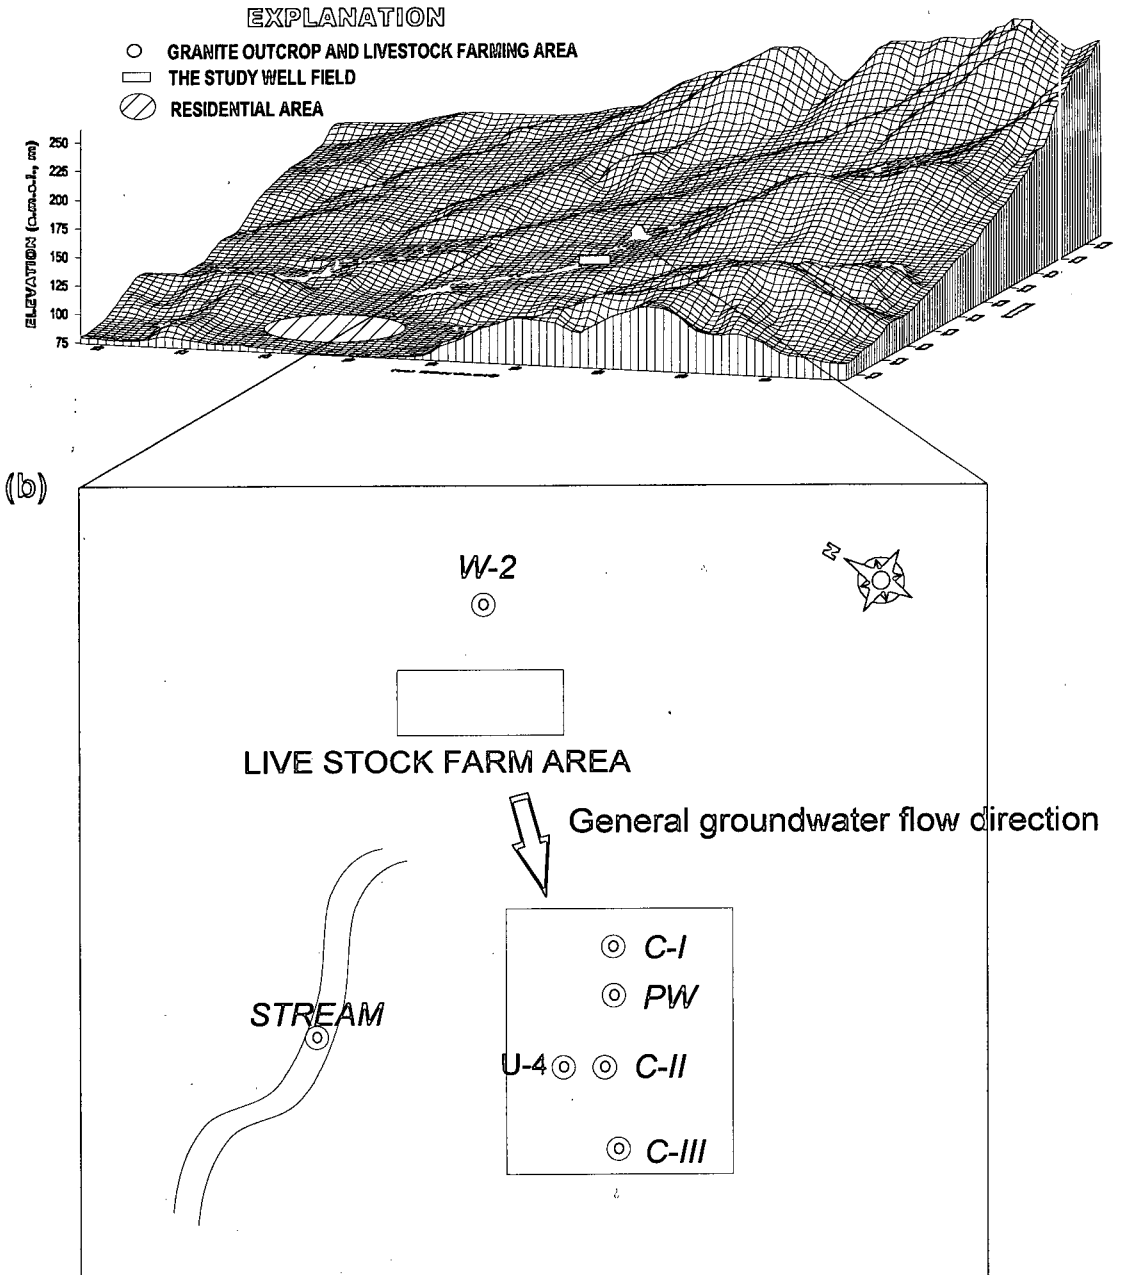 EXPLANATION
GRANITE OUTCROP AND LIVESTOCK FARMING AREA
THE STUDY WELL FIELD
RESIDENTIAL AREA
ELEVATION (a.m.s.l., m)
250
225
200
175
150
125
100
75
(b)
N
W-2
LIVE STOCK FARM AREA
General groundwater flow direction
C-I
PW
STREAM
U-4
C-II
C-III